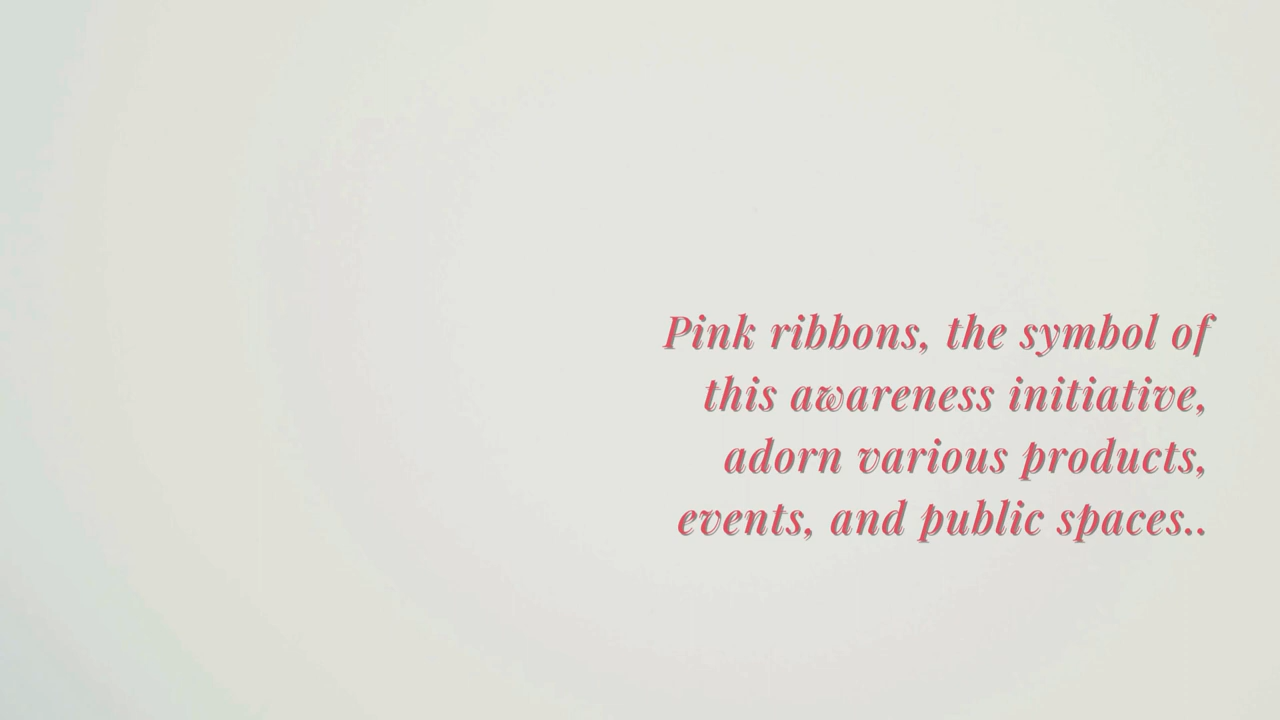 Pink ribbons, the symbol of
this awareness initiative,
adorn various products,
events, and public spaces..